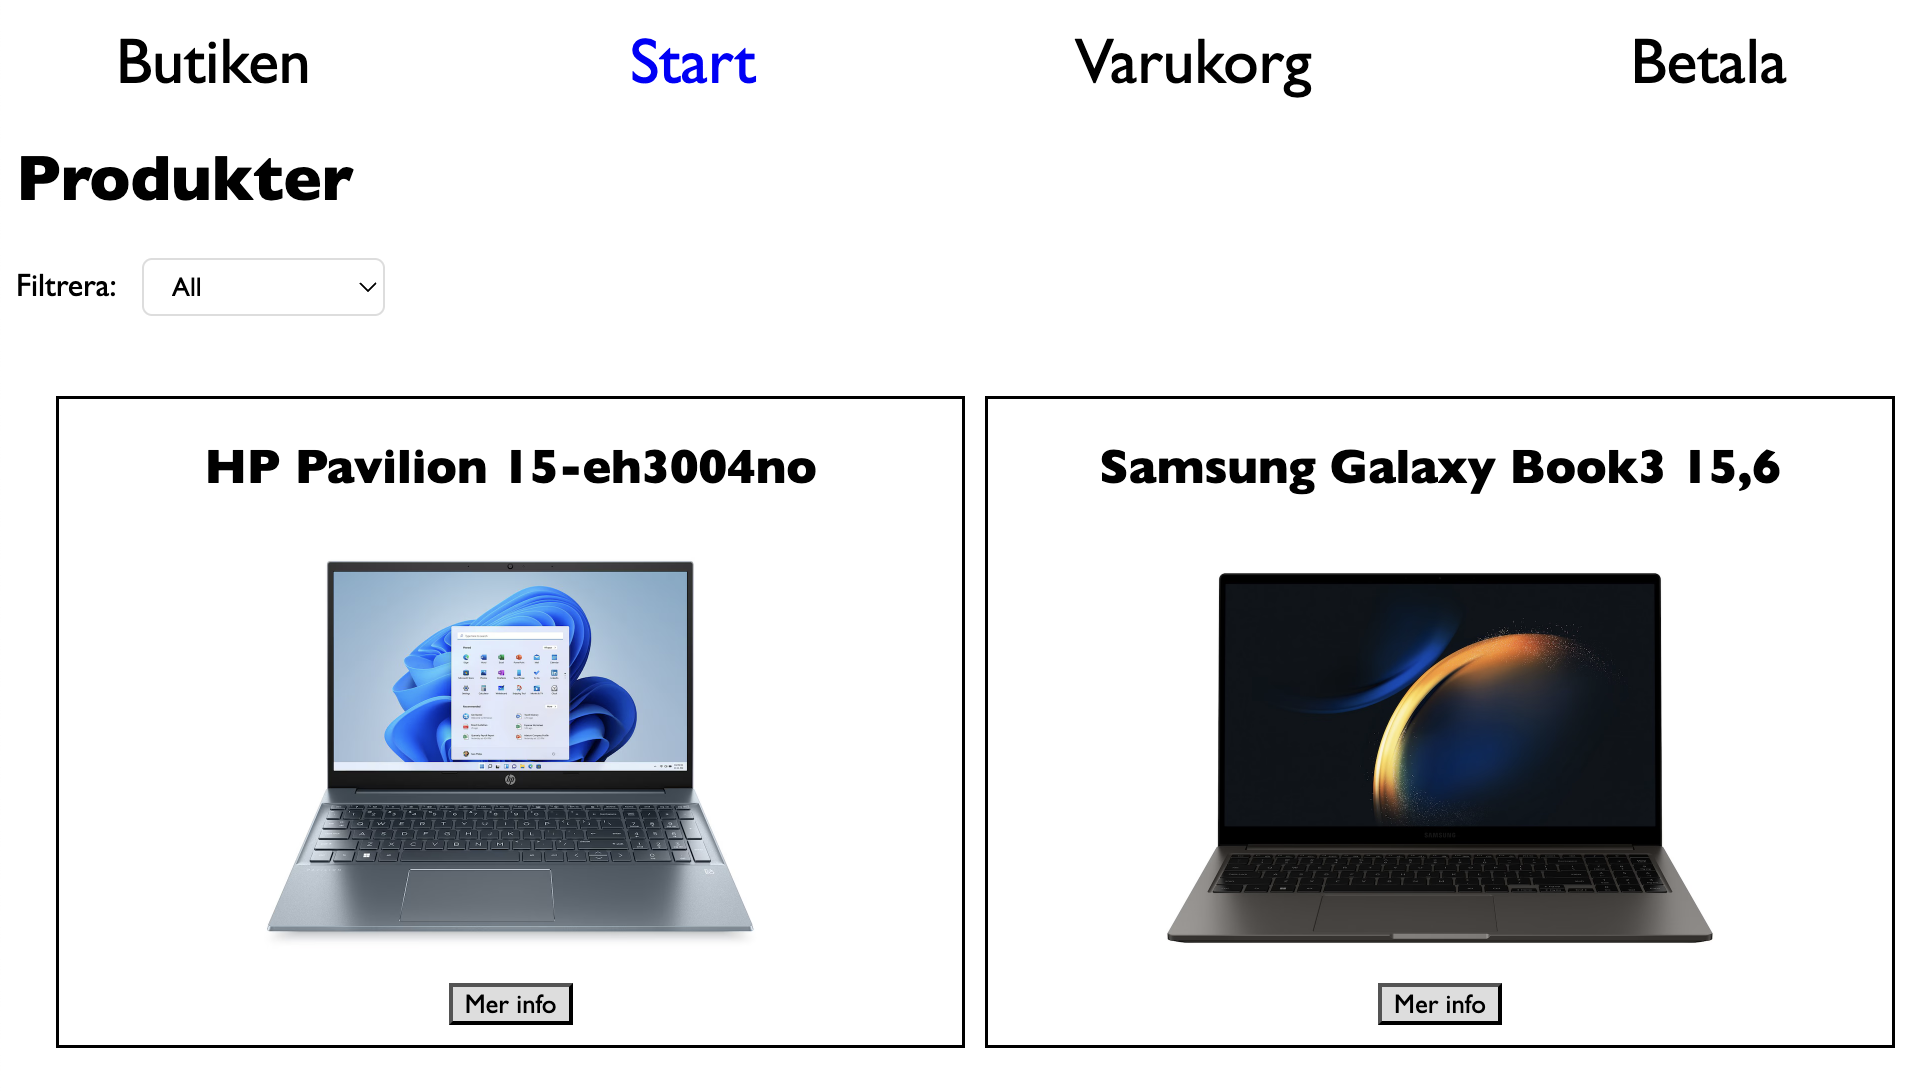 Butiken Start Varukorg Betala
Produkter
Filtrera: All
HP Pavilion 15-eh3004no
Samsung Galaxy Book3 15,6
SAMSUNG
Mer info
Mer info